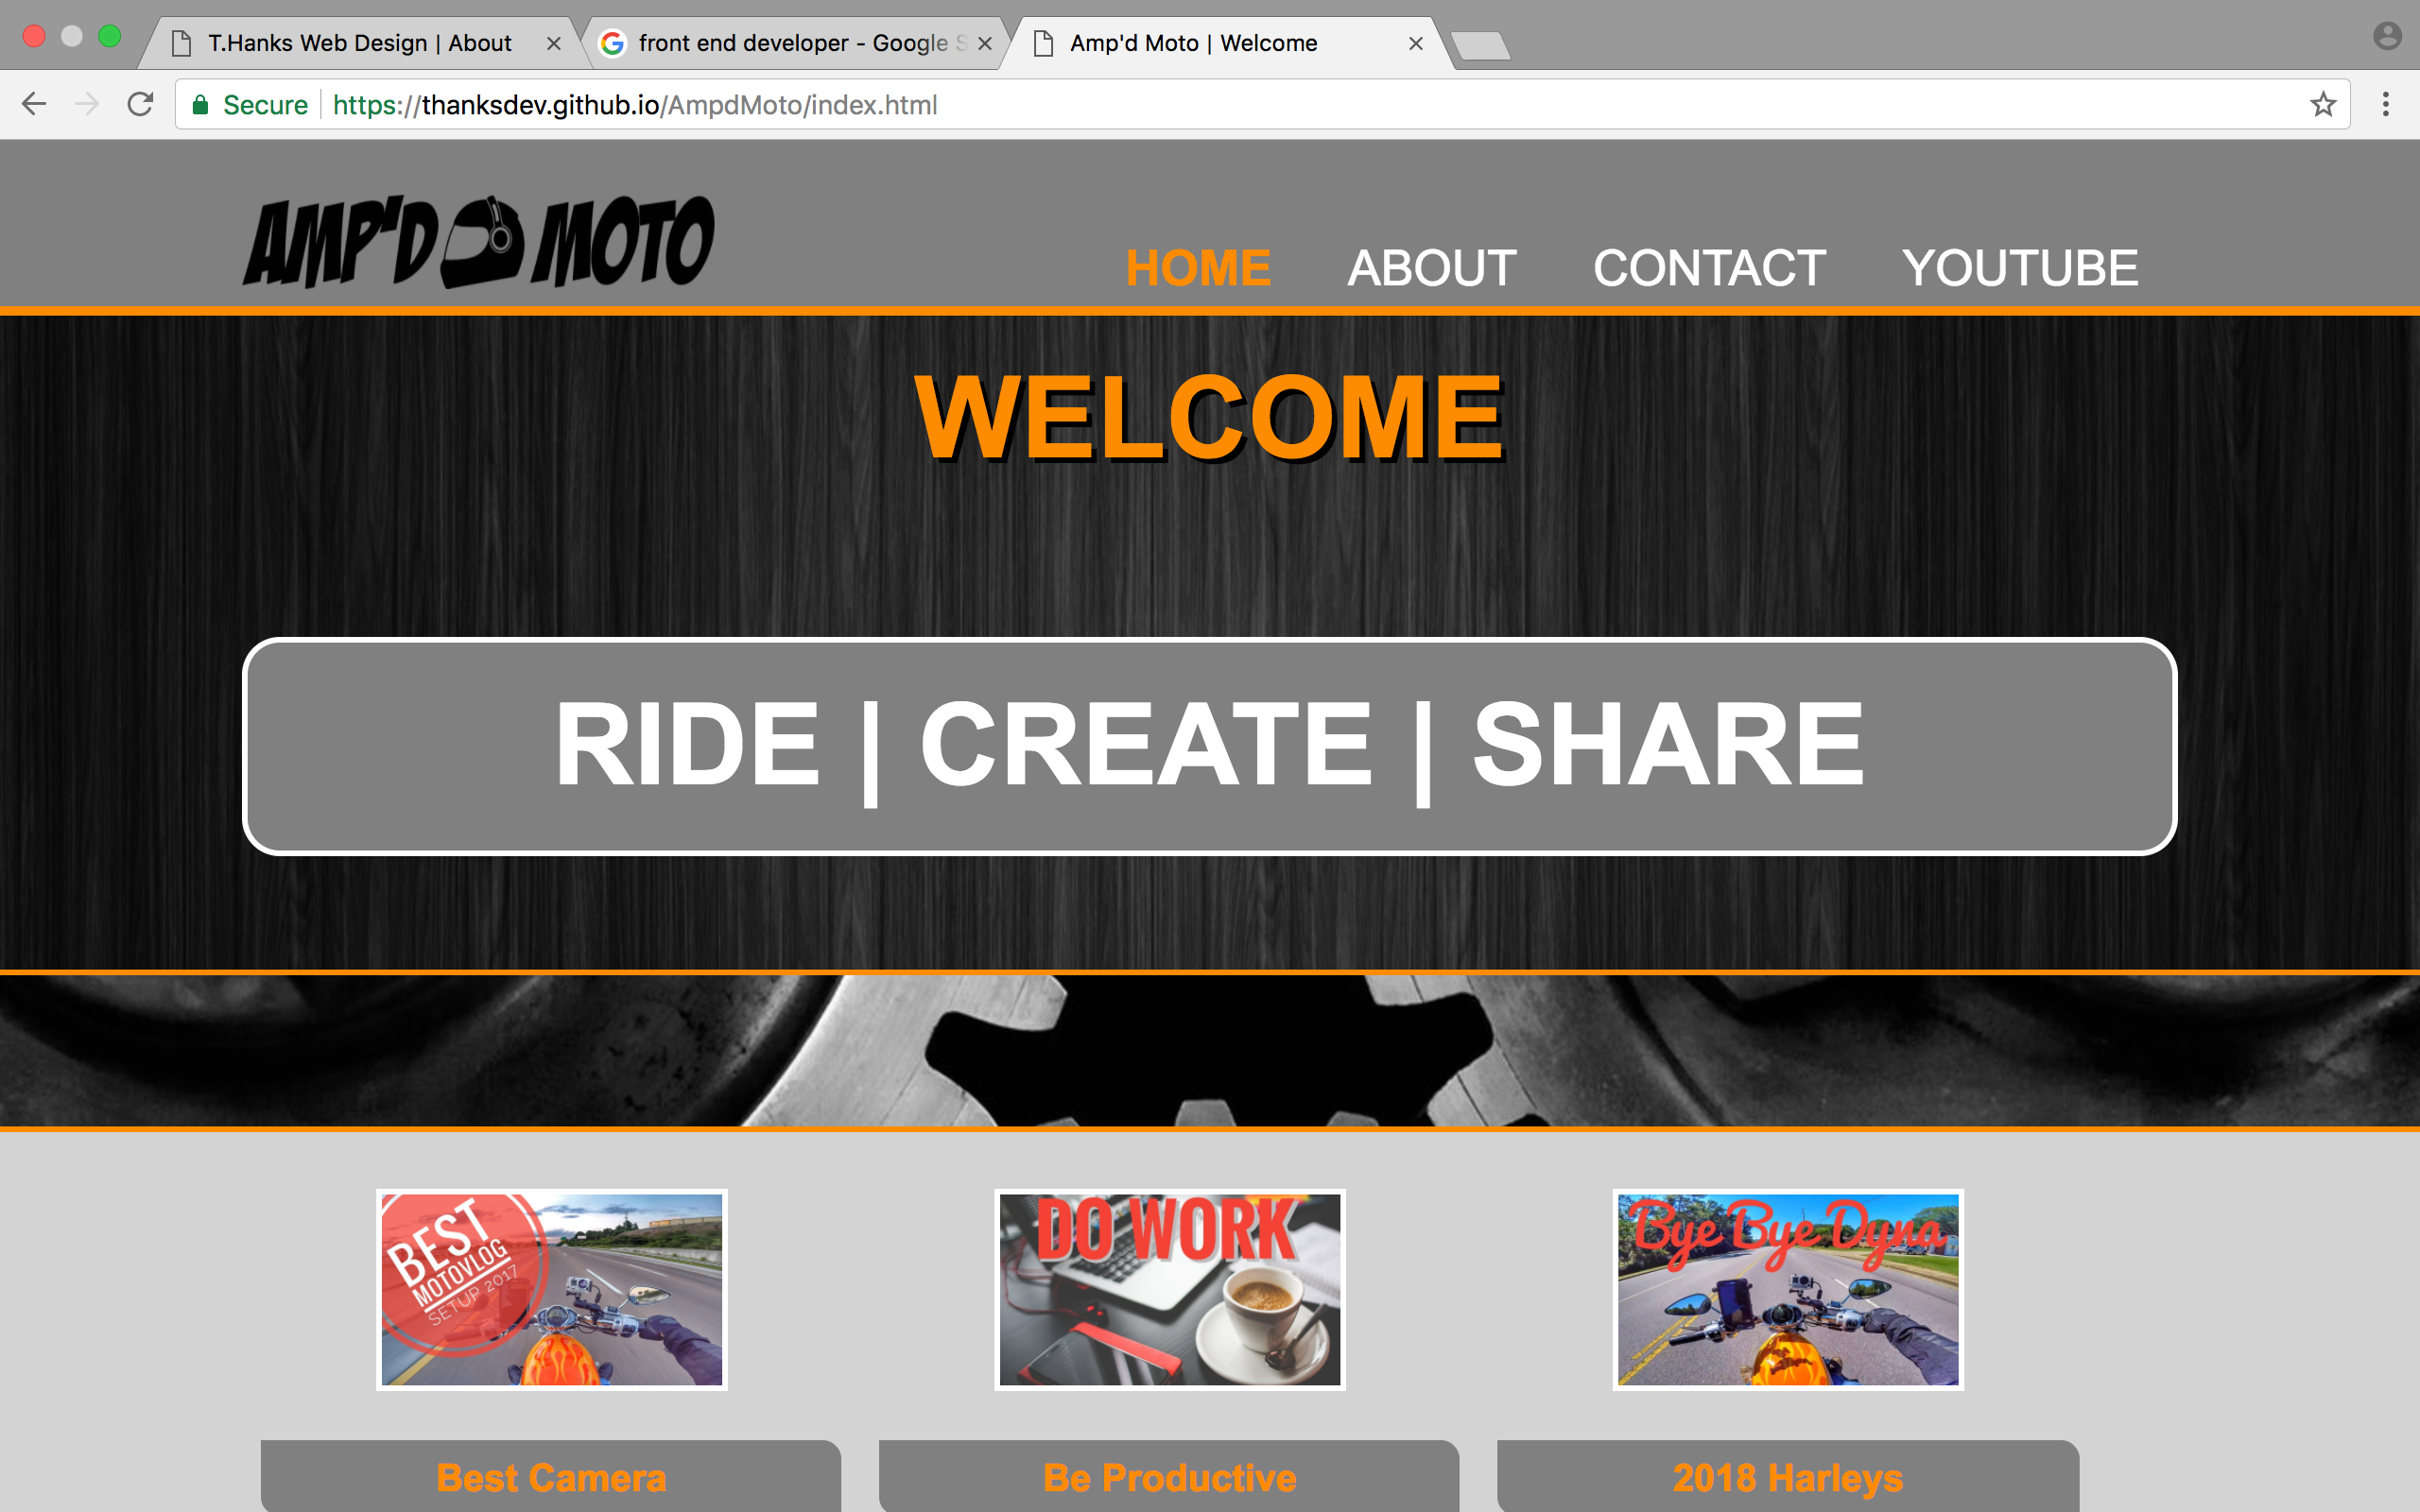 T.Hanks Web Design | About
front end developer - Google S
Amp'd Moto | Welcome
Secure
https://thanksdev.github.io/AmpdMoto/index.html
AMP'D MOTO
HOME ABOUT CONTACT YOUTUBE
WELCOME
RIDE | CREATE | SHARE
BEST
MOTOVLOG
SETUP 2017
DO WORK
Bye Bye Dyna
Best Camera
Be Productive
2018 Harleys